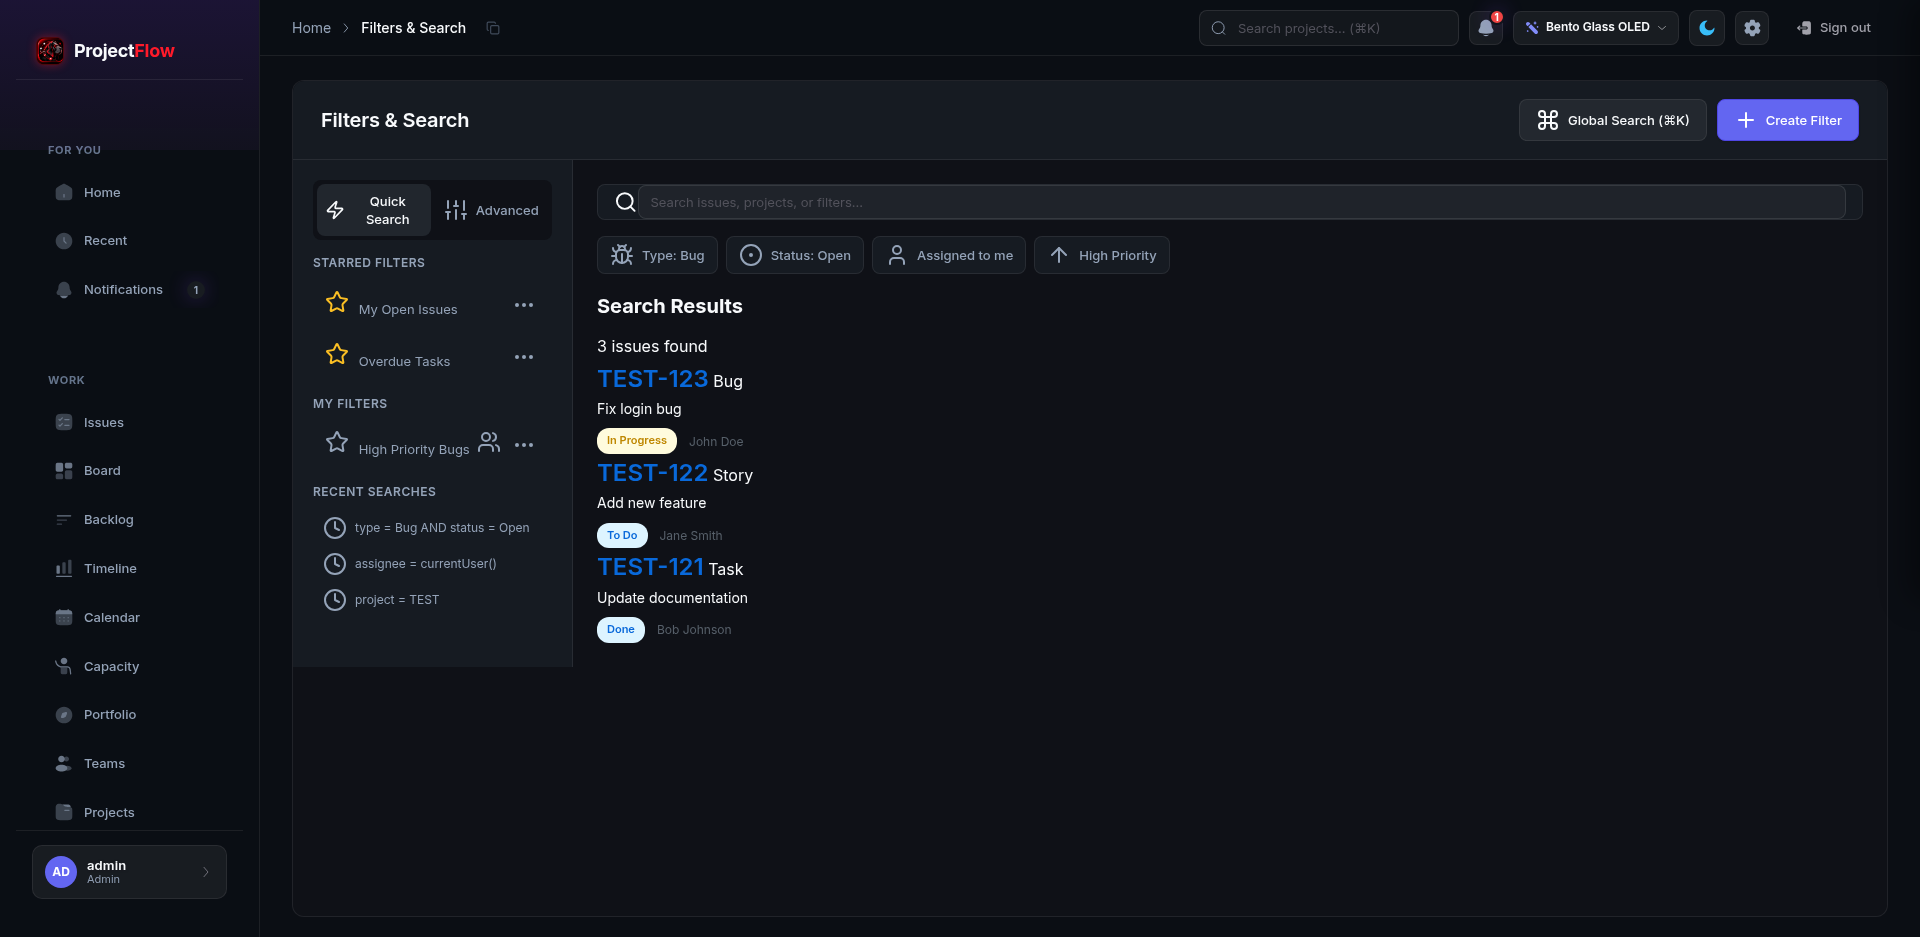 ProjectFlow
FOR YOU
Home
Recent
Notifications 1
WORK
Issues
Board
Backlog
Timeline
Calendar
Capacity
Portfolio
Teams
Projects
AD
admin
Admin
Home > Filters & Search
Search projects... (⌘K)
1
Bento Glass OLED
Sign out
Filters & Search
Global Search (⌘K)
Create Filter
Quick
Search
Advanced
STARRED FILTERS
My Open Issues
Overdue Tasks
MY FILTERS
High Priority Bugs
RECENT SEARCHES
type = Bug AND status = Open
assignee = currentUser()
project = TEST
Search issues, projects, or filters...
Type: Bug
Status: Open
Assigned to me
High Priority
Search Results
3 issues found
TEST-123 Bug
Fix login bug
In Progress John Doe
TEST-122 Story
Add new feature
To Do Jane Smith
TEST-121 Task
Update documentation
Done Bob Johnson